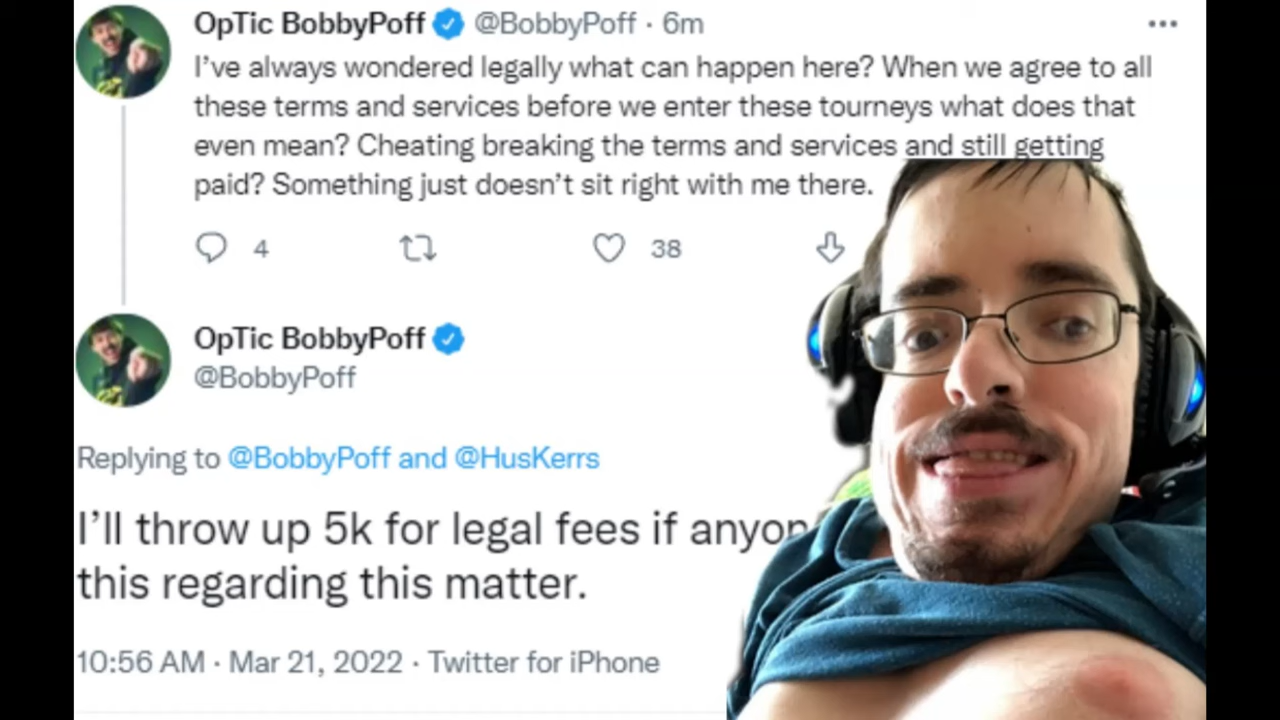 OpTic BobbyPoff @BobbyPoff · 6m
I've always wondered legally what can happen here? When we agree to all
these terms and services before we enter these tourneys what does that
even mean? Cheating breaking the terms and services and still getting
paid? Something just doesn't sit right with me there.
4 38
OpTic BobbyPoff
@BobbyPoff
Replying to @BobbyPoff and @HusKerrs
I'll throw up 5k for legal fees if
this regarding this matter.
10:56 AM · Mar 21, 2022 · Twitter for iPhone